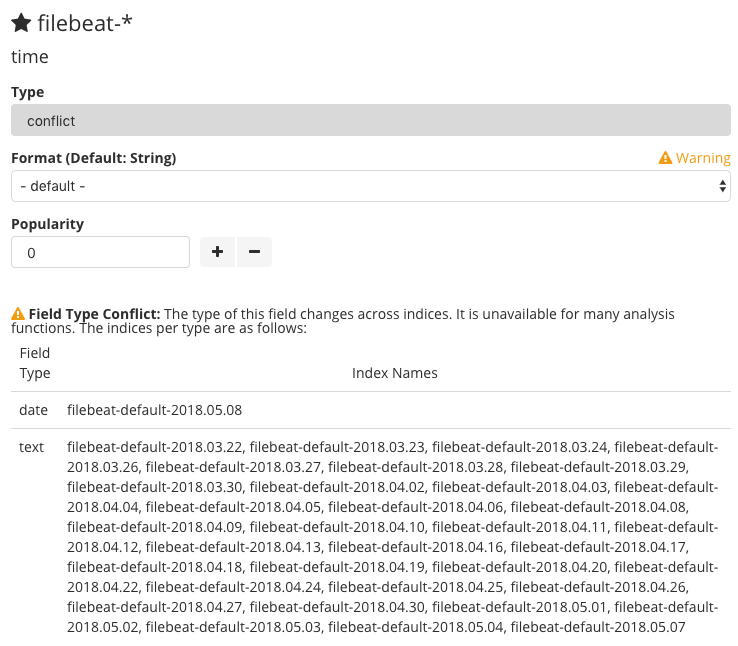 filebeat-*
time
Type
conflict
Format (Default: String)
Warning
- default -
Popularity
0
Field Type Conflict: The type of this field changes across indices. It is unavailable for many analysis
functions. The indices per type are as follows:
Field
Type
Index Names
date
filebeat-default-2018.05.08
text
filebeat-default-2018.03.22, filebeat-default-2018.03.23, filebeat-default-2018.03.24, filebeat-default-
2018.03.26, filebeat-default-2018.03.27, filebeat-default-2018.03.28, filebeat-default-2018.03.29,
filebeat-default-2018.03.30, filebeat-default-2018.04.02, filebeat-default-2018.04.03, filebeat-default-
2018.04.04, filebeat-default-2018.04.05, filebeat-default-2018.04.06, filebeat-default-2018.04.08,
filebeat-default-2018.04.09, filebeat-default-2018.04.10, filebeat-default-2018.04.11, filebeat-default-
2018.04.12, filebeat-default-2018.04.13, filebeat-default-2018.04.16, filebeat-default-2018.04.17,
filebeat-default-2018.04.18, filebeat-default-2018.04.19, filebeat-default-2018.04.20, filebeat-default-
2018.04.22, filebeat-default-2018.04.24, filebeat-default-2018.04.25, filebeat-default-2018.04.26,
filebeat-default-2018.04.27, filebeat-default-2018.04.30, filebeat-default-2018.05.01, filebeat-default-
2018.05.02, filebeat-default-2018.05.03, filebeat-default-2018.05.04, filebeat-default-2018.05.07